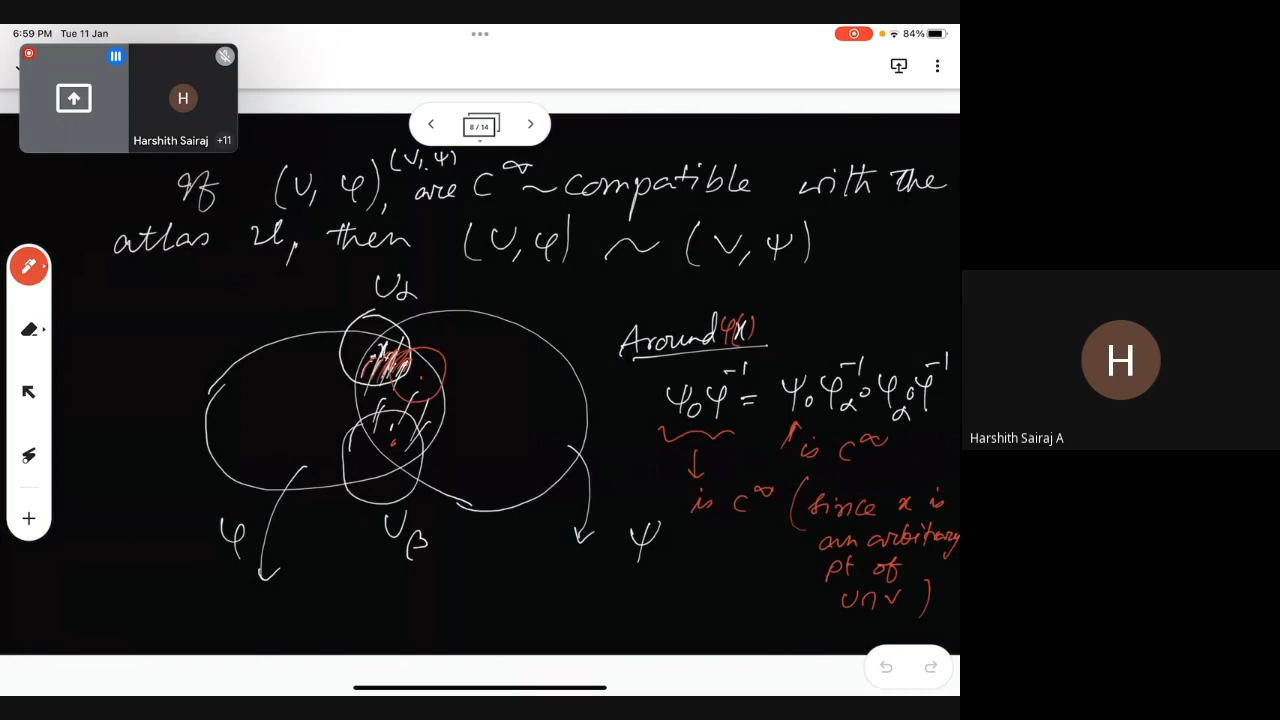 6:59 PM Tue 11 Jan
84%
H
Harshith Sairaj +11
8 / 14
If (U, φ), (V, ψ) are C^∞ ~ compatible with the
atlas 𝒰, then (U, φ) ~ (V, ψ)
U_α
Around φ(x)
ψ∘φ⁻¹ = ψ∘φ_α⁻¹∘φ_α∘φ⁻¹
is C^∞
is C^∞ (since x is
an arbitrary
pt of
U∩V)
x
φ
U_β
ψ
H
Harshith Sairaj A